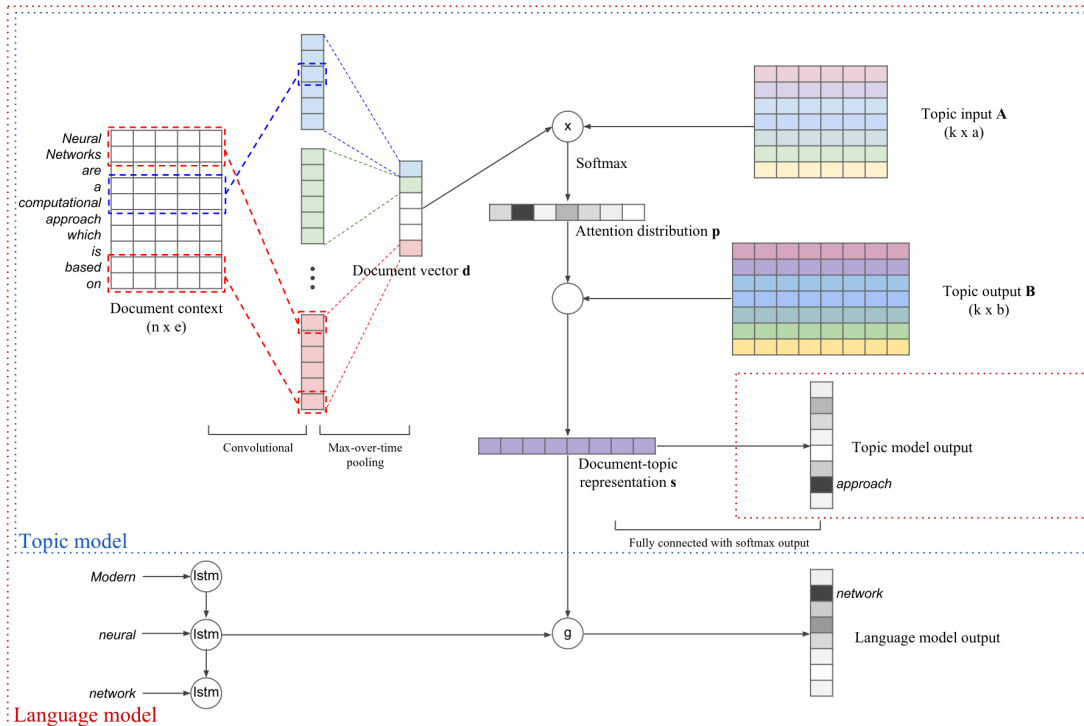 Neural
Networks
are
a
computational
approach
which
is
based
on
Document context
(n x e)
Convolutional
Max-over-time
pooling
Document vector d
x
Softmax
Attention distribution p
Topic input A
(k x a)
Topic output B
(k x b)
Document-topic
representation s
Topic model output
approach
Fully connected with softmax output
Topic model
Modern
lstm
neural
lstm
network
lstm
g
network
Language model output
Language model